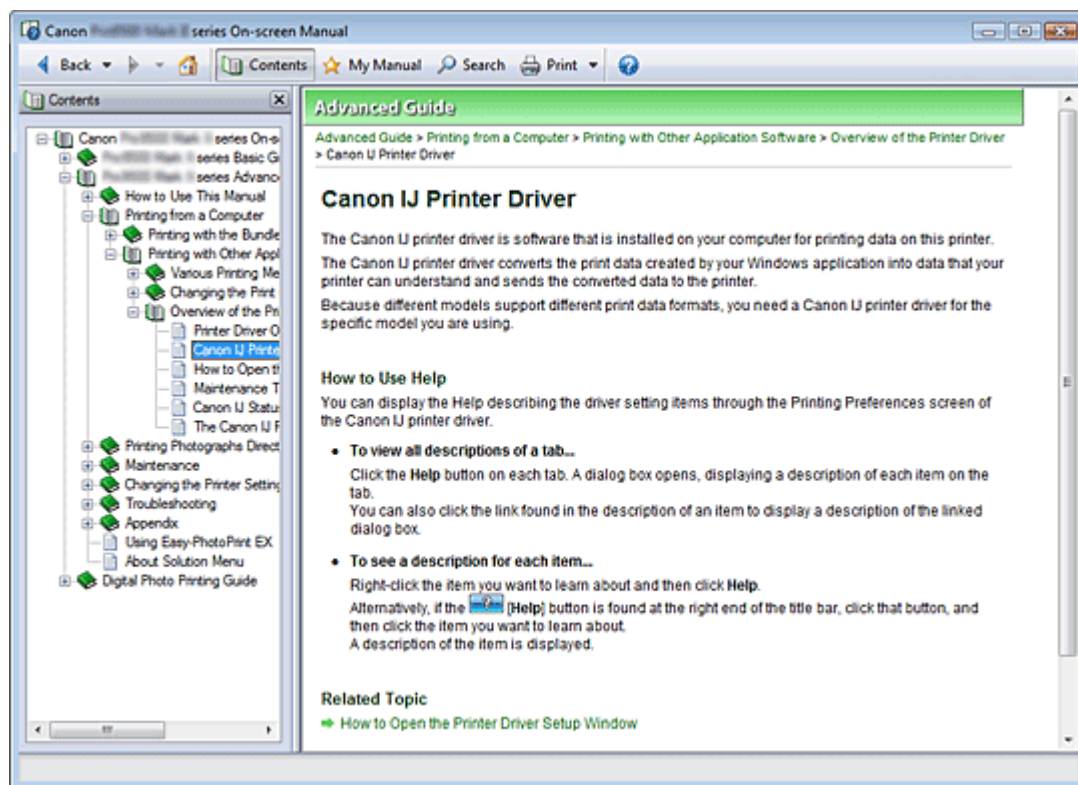 Canon series On-screen Manual
Back
Contents
My Manual
Search
Print
Contents
Canon series On-s
series Basic G
series Advanc
How to Use This Manual
Printing from a Computer
Printing with the Bundle
Printing with Other Appl
Various Printing Me
Changing the Print
Overview of the Pri
Printer Driver O
Canon IJ Printe
How to Open th
Maintenance T
Canon IJ Statu
The Canon IJ P
Printing Photographs Direct
Maintenance
Changing the Printer Setting
Troubleshooting
Appendix
Using Easy-PhotoPrint EX
About Solution Menu
Digital Photo Printing Guide
Advanced Guide
Advanced Guide > Printing from a Computer > Printing with Other Application Software > Overview of the Printer Driver
> Canon IJ Printer Driver
Canon IJ Printer Driver
The Canon IJ printer driver is software that is installed on your computer for printing data on this printer.
The Canon IJ printer driver converts the print data created by your Windows application into data that your
printer can understand and sends the converted data to the printer.
Because different models support different print data formats, you need a Canon IJ printer driver for the
specific model you are using.
How to Use Help
You can display the Help describing the driver setting items through the Printing Preferences screen of
the Canon IJ printer driver.
• To view all descriptions of a tab...
Click the Help button on each tab. A dialog box opens, displaying a description of each item on the
tab.
You can also click the link found in the description of an item to display a description of the linked
dialog box.
• To see a description for each item...
Right-click the item you want to learn about and then click Help.
Alternatively, if the [Help] button is found at the right end of the title bar, click that button, and
then click the item you want to learn about.
A description of the item is displayed.
Related Topic
How to Open the Printer Driver Setup Window